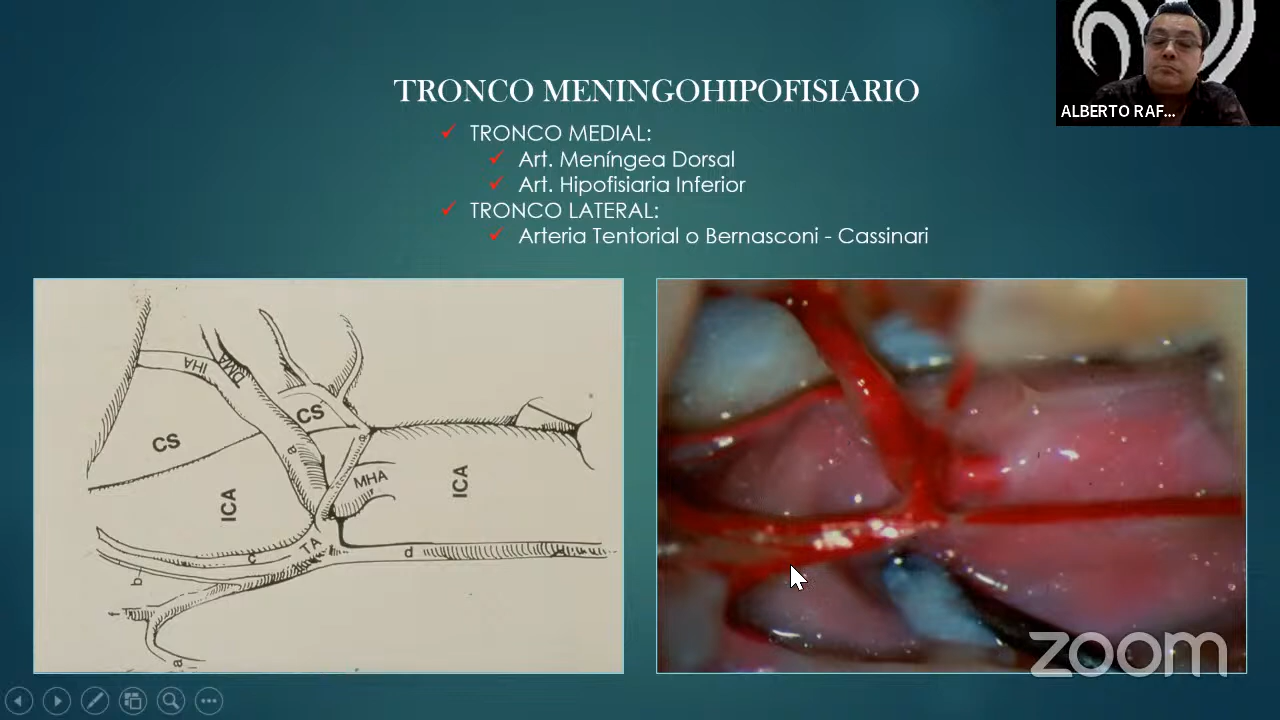 TRONCO MENINGOHIPOFISIARIO
ALBERTO RAF...
TRONCO MEDIAL:
Art. Meníngea Dorsal
Art. Hipofisiaria Inferior
TRONCO LATERAL:
Arteria Tentorial o Bernasconi - Cassinari
IHA
DMA
CS
CS
a
e
MHA
ICA
ICA
TA
c
d
b
f
a
zoom